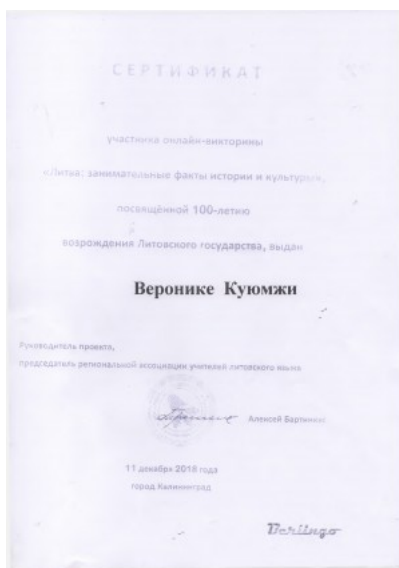 СЕРТИФИКАТ
участника онлайн-викторины
«Литва: занимательные факты истории и культуры»,
посвящённой 100-летию
возрождения Литовского государства, выдан
Веронике Куюмжи
Руководитель проекта,
председатель региональной ассоциации учителей литовского языка
Алексей
11 декабря 2018 года
город Калининград
Berlingo